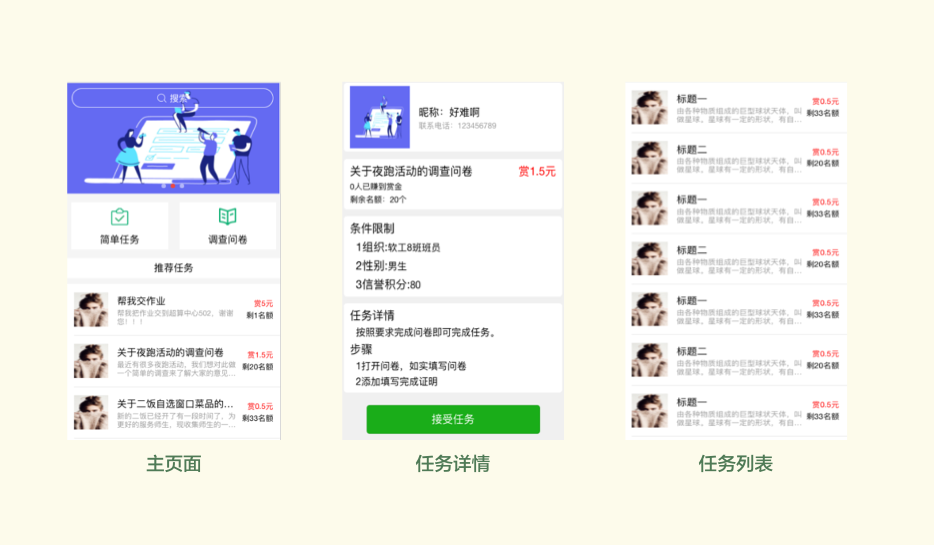 搜索
简单任务
调查问卷
推荐任务
帮我交作业
赏5元
帮我把作业交到超算中心502,谢谢
您!!!
剩1名额
关于夜跑活动的调查问卷
赏1.5元
最近有很多夜跑活动,我们想对此做
一个简单的调查来了解大家的意见...
剩20名额
关于二饭自选窗口菜品的...
赏0.5元
新的二饭已经开了有一段时间了,为
更好的服务师生,现收集师生的一...
剩33名额
主页面
昵称:好难啊
联系电话:123456789
关于夜跑活动的调查问卷
赏1.5元
0人已赚到赏金
剩余名额:20个
条件限制
1组织:软工8班班员
2性别:男生
3信誉积分:80
任务详情
按照要求完成问卷即可完成任务。
步骤
1打开问卷,如实填写问卷
2添加填写完成证明
接受任务
任务详情
标题一
赏0.5元
由各种物质组成的巨型球状天体,叫
做星球。星球有一定的形状,有自...
剩33名额
标题二
赏0.5元
由各种物质组成的巨型球状天体,叫
做星球。星球有一定的形状,有自...
剩20名额
标题一
赏0.5元
由各种物质组成的巨型球状天体,叫
做星球。星球有一定的形状,有自...
剩33名额
标题二
赏0.5元
由各种物质组成的巨型球状天体,叫
做星球。星球有一定的形状,有自...
剩20名额
标题一
赏0.5元
由各种物质组成的巨型球状天体,叫
做星球。星球有一定的形状,有自...
剩33名额
标题二
赏0.5元
由各种物质组成的巨型球状天体,叫
做星球。星球有一定的形状,有自...
剩20名额
标题一
赏0.5元
由各种物质组成的巨型球状天体,叫
做星球。星球有一定的形状,有自...
剩33名额
任务列表